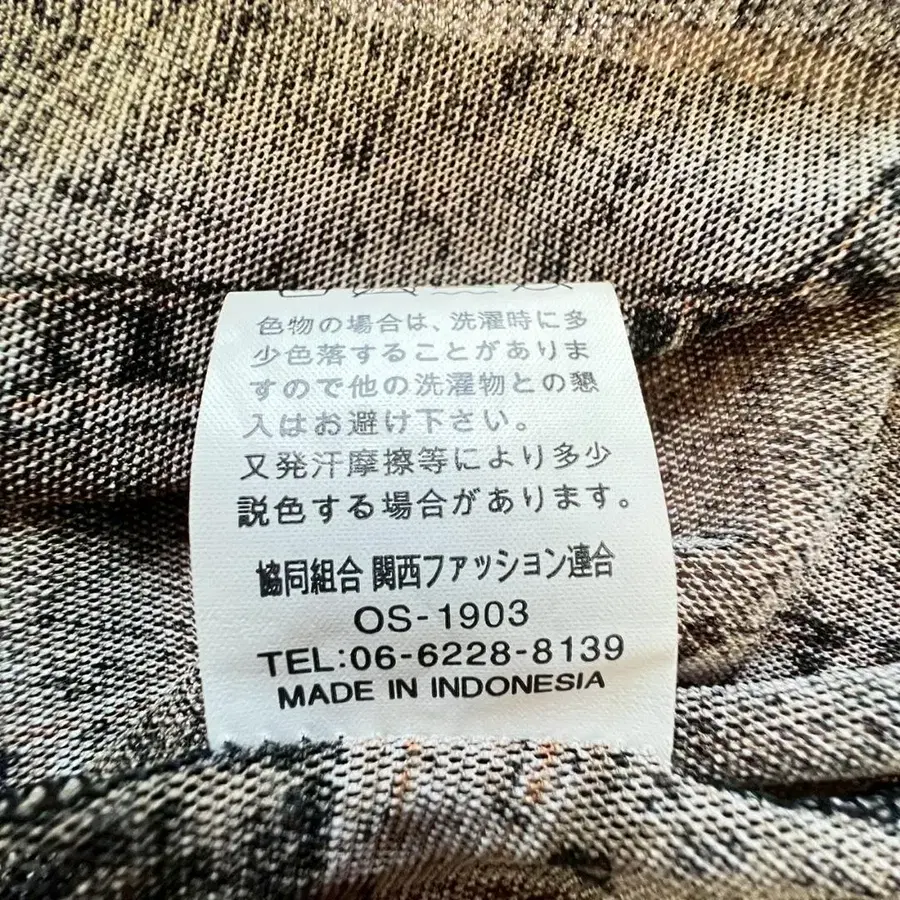 色物の場合は、洗濯時に多
少色落することがありま
すので他の洗濯物との懇
入はお避け下さい。
又発汗摩擦等により多少
説色する場合があります。
協同組合 関西ファッション連合
OS-1903
TEL:06-6228-8139
MADE IN INDONESIA